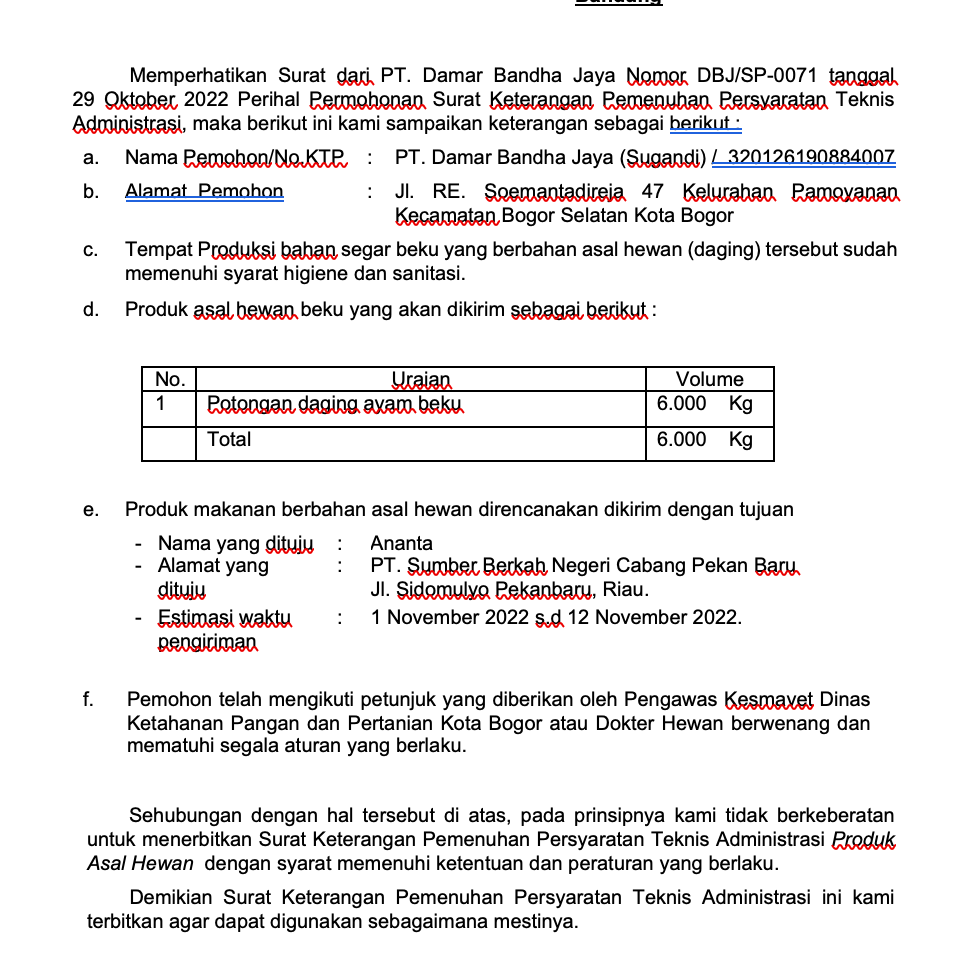 Memperhatikan Surat dari PT. Damar Bandha Jaya Nomor DBJ/SP-0071 tanggal
29 Oktober 2022 Perihal Permohonan Surat Keterangan Pemenuhan Persyaratan Teknis
Administrasi, maka berikut ini kami sampaikan keterangan sebagai berikut :
a. Nama Pemohon/No.KTP : PT. Damar Bandha Jaya (Sugandi) / 320126190884007
b. Alamat Pemohon : Jl. RE. Soemantadireja 47 Kelurahan Pamoyanan
Kecamatan Bogor Selatan Kota Bogor
c. Tempat Produksi bahan segar beku yang berbahan asal hewan (daging) tersebut sudah
memenuhi syarat higiene dan sanitasi.
d. Produk asal hewan beku yang akan dikirim sebagai berikut :
No. Uraian Volume
1 Potongan daging ayam beku 6.000 Kg
Total 6.000 Kg
e. Produk makanan berbahan asal hewan direncanakan dikirim dengan tujuan
- Nama yang dituju : Ananta
- Alamat yang : PT. Sumber Berkah Negeri Cabang Pekan Baru
dituju Jl. Sidomulyo Pekanbaru, Riau.
- Estimasi waktu : 1 November 2022 s.d 12 November 2022.
pengiriman
f. Pemohon telah mengikuti petunjuk yang diberikan oleh Pengawas Kesmavet Dinas
Ketahanan Pangan dan Pertanian Kota Bogor atau Dokter Hewan berwenang dan
mematuhi segala aturan yang berlaku.
Sehubungan dengan hal tersebut di atas, pada prinsipnya kami tidak berkeberatan
untuk menerbitkan Surat Keterangan Pemenuhan Persyaratan Teknis Administrasi Produk
Asal Hewan dengan syarat memenuhi ketentuan dan peraturan yang berlaku.
Demikian Surat Keterangan Pemenuhan Persyaratan Teknis Administrasi ini kami
terbitkan agar dapat digunakan sebagaimana mestinya.